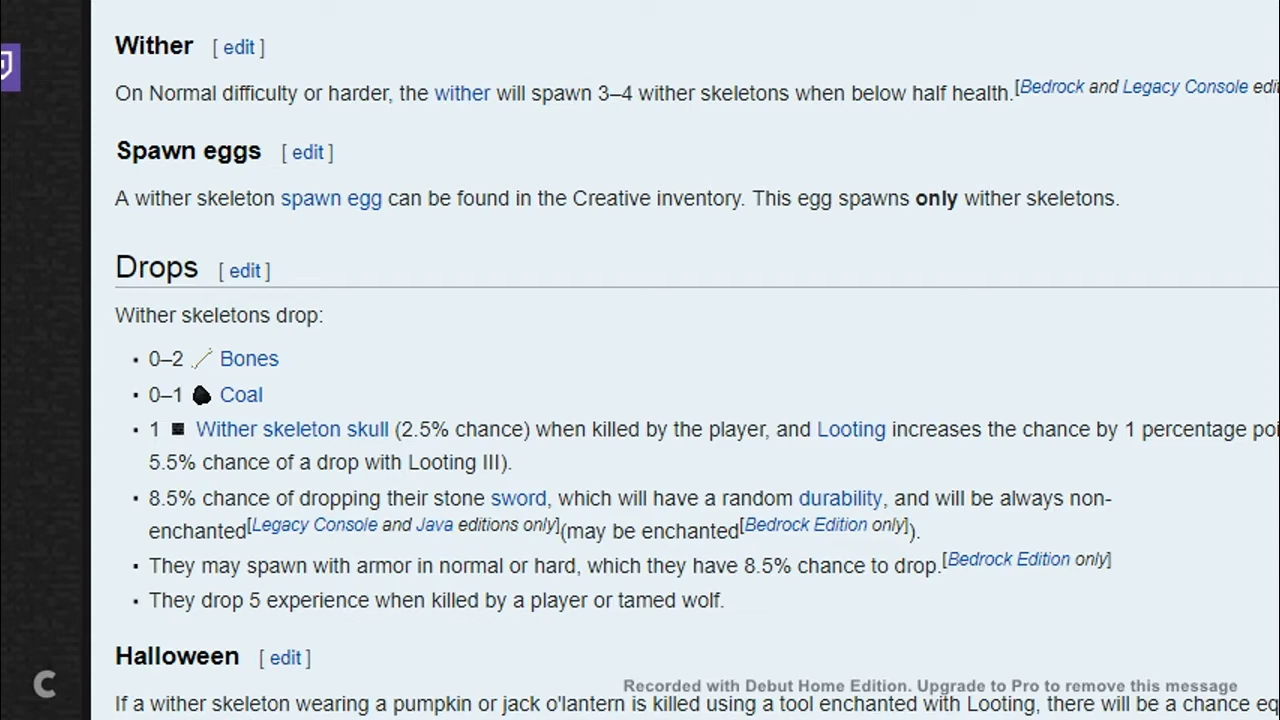 Wither [ edit ]
On Normal difficulty or harder, the wither will spawn 3–4 wither skeletons when below half health.[Bedrock and Legacy Console edit
Spawn eggs [ edit ]
A wither skeleton spawn egg can be found in the Creative inventory. This egg spawns only wither skeletons.
Drops [ edit ]
Wither skeletons drop:
• 0–2 Bones
• 0–1 Coal
• 1 Wither skeleton skull (2.5% chance) when killed by the player, and Looting increases the chance by 1 percentage poi
5.5% chance of a drop with Looting III).
• 8.5% chance of dropping their stone sword, which will have a random durability, and will be always non-
enchanted[Legacy Console and Java editions only](may be enchanted[Bedrock Edition only]).
• They may spawn with armor in normal or hard, which they have 8.5% chance to drop.[Bedrock Edition only]
• They drop 5 experience when killed by a player or tamed wolf.
Halloween [ edit ]
C
Recorded with Debut Home Edition. Upgrade to Pro to remove this message
If a wither skeleton wearing a pumpkin or jack o'lantern is killed using a tool enchanted with Looting, there will be a chance eq